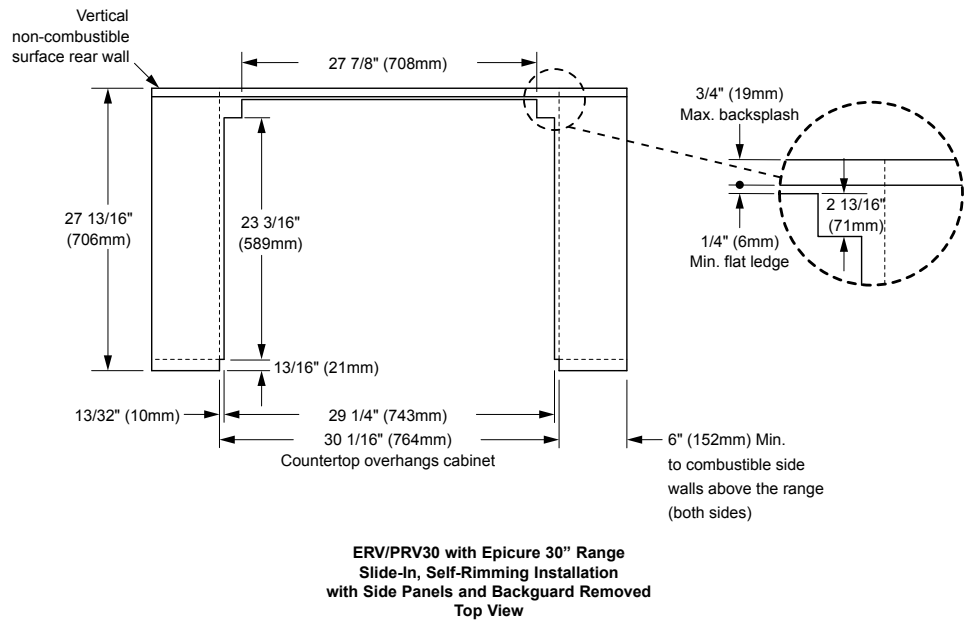 Vertical
non-combustible
surface rear wall
27 7/8" (708mm)
3/4" (19mm)
Max. backsplash
27 13/16"
(706mm)
23 3/16"
(589mm)
2 13/16"
(71mm)
1/4" (6mm)
Min. flat ledge
13/16" (21mm)
13/32" (10mm)
29 1/4" (743mm)
30 1/16" (764mm)
Countertop overhangs cabinet
6" (152mm) Min.
to combustible side
walls above the range
(both sides)
ERV/PRV30 with Epicure 30” Range
Slide-In, Self-Rimming Installation
with Side Panels and Backguard Removed
Top View